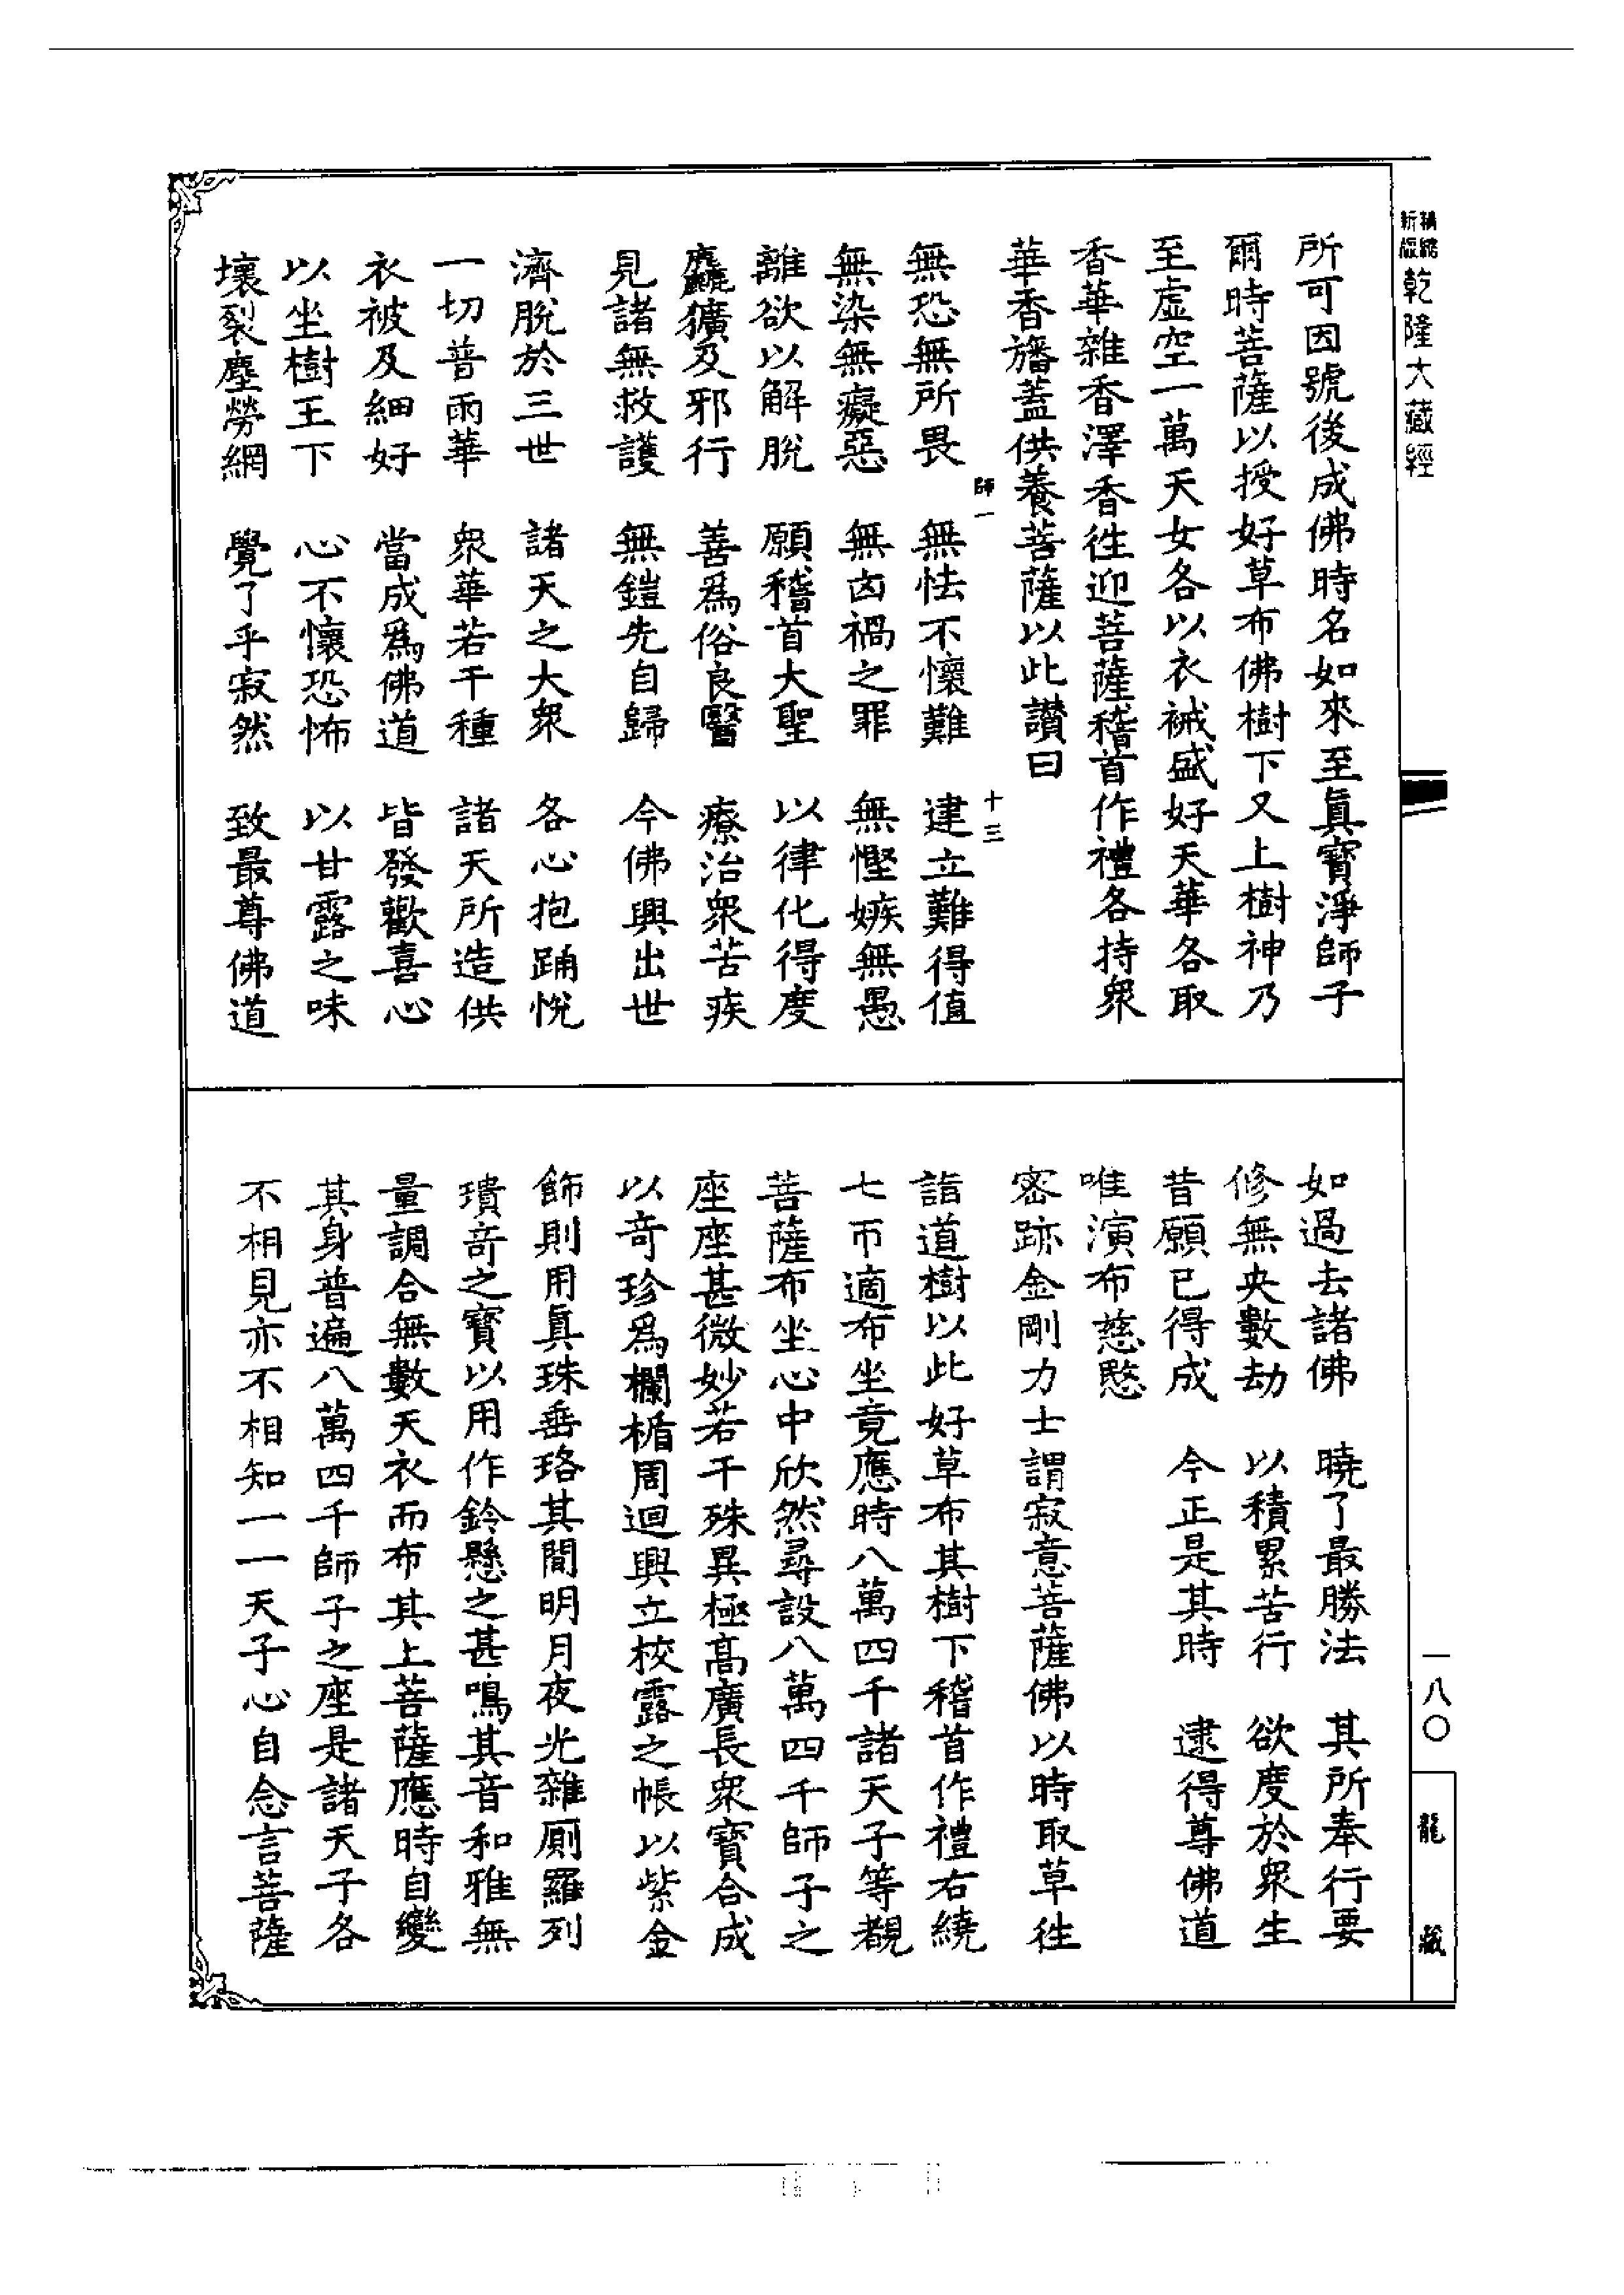 新編縮版乾隆大藏經
所可因號後成佛時名如來至眞寶淨師子
爾時菩薩以授好草布佛樹下又上樹神乃
至虛空一萬天女各以衣裓盛好天華各取
香華雜香澤香徃迎菩薩稽首作禮各持衆
華香旛蓋供養菩薩以此讃曰
師一 十三
無恐無所畏 無怯不懷難 建立難得值
無染無癡惡 無㐫禍之罪 無慳嫉無愚
離欲以解脫 願稽首大聖 以律化得度
麤獷及邪行 善爲俗良醫 療治衆苦疾
見諸無救護 無鎧先自歸 今佛興出世
濟脫於三世 諸天之大衆 各心抱踊悅
一切普雨華 衆華若干種 諸天所造供
衣被及細好 當成爲佛道 皆發歡喜心
以坐樹王下 心不懷恐怖 以甘露之味
壞裂塵勞網 覺了乎寂然 致最尊佛道
如過去諸佛 曉了最勝法 其所奉行要
修無央數劫 以積累苦行 欲度於衆生
昔願已得成 今正是其時 逮得尊佛道
唯演布慈愍
密跡金剛力士謂寂意菩薩佛以時取草徃
詣道樹以此好草布其樹下稽首作禮右繞
七帀適布坐竟應時八萬四千諸天子等覩
菩薩布坐心中欣然尋設八萬四千師子之
座座甚微妙若干殊異極髙廣長衆寶合成
以竒珍爲欄楯周迴興立校露之帳以紫金
飾則用眞珠垂珞其間明月夜光雜厠羅列
瓌竒之寶以用作鈴懸之甚鳴其音和雅無
量調合無數天衣而布其上菩薩應時自變
其身普遍八萬四千師子之座是諸天子各
不相見亦不相知一一天子心自念言菩薩
一八〇
龍藏